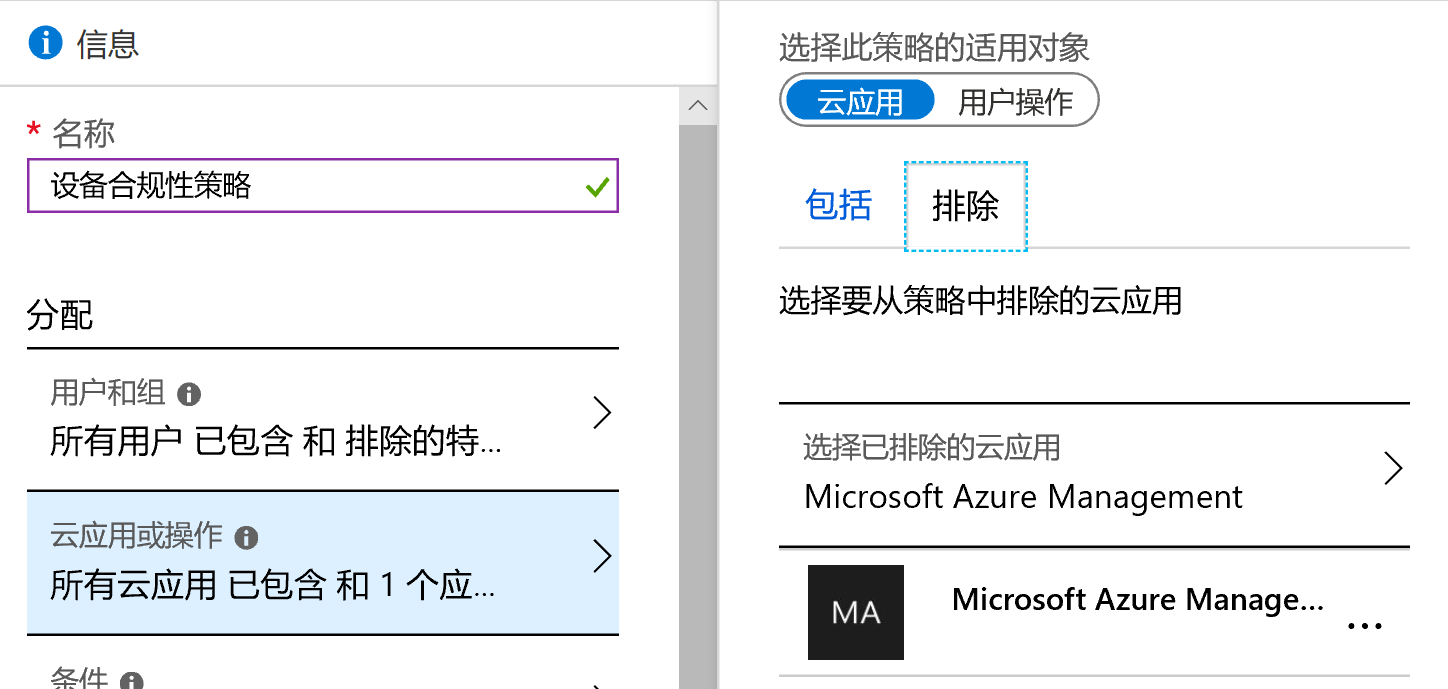 信息
* 名称
设备合规性策略
分配
用户和组
所有用户 已包含 和 排除的特...
云应用或操作
所有云应用 已包含 和 1 个应...
条件
选择此策略的适用对象
云应用 用户操作
包括 排除
选择要从策略中排除的云应用
选择已排除的云应用
Microsoft Azure Management
MA
Microsoft Azure Manage...
...